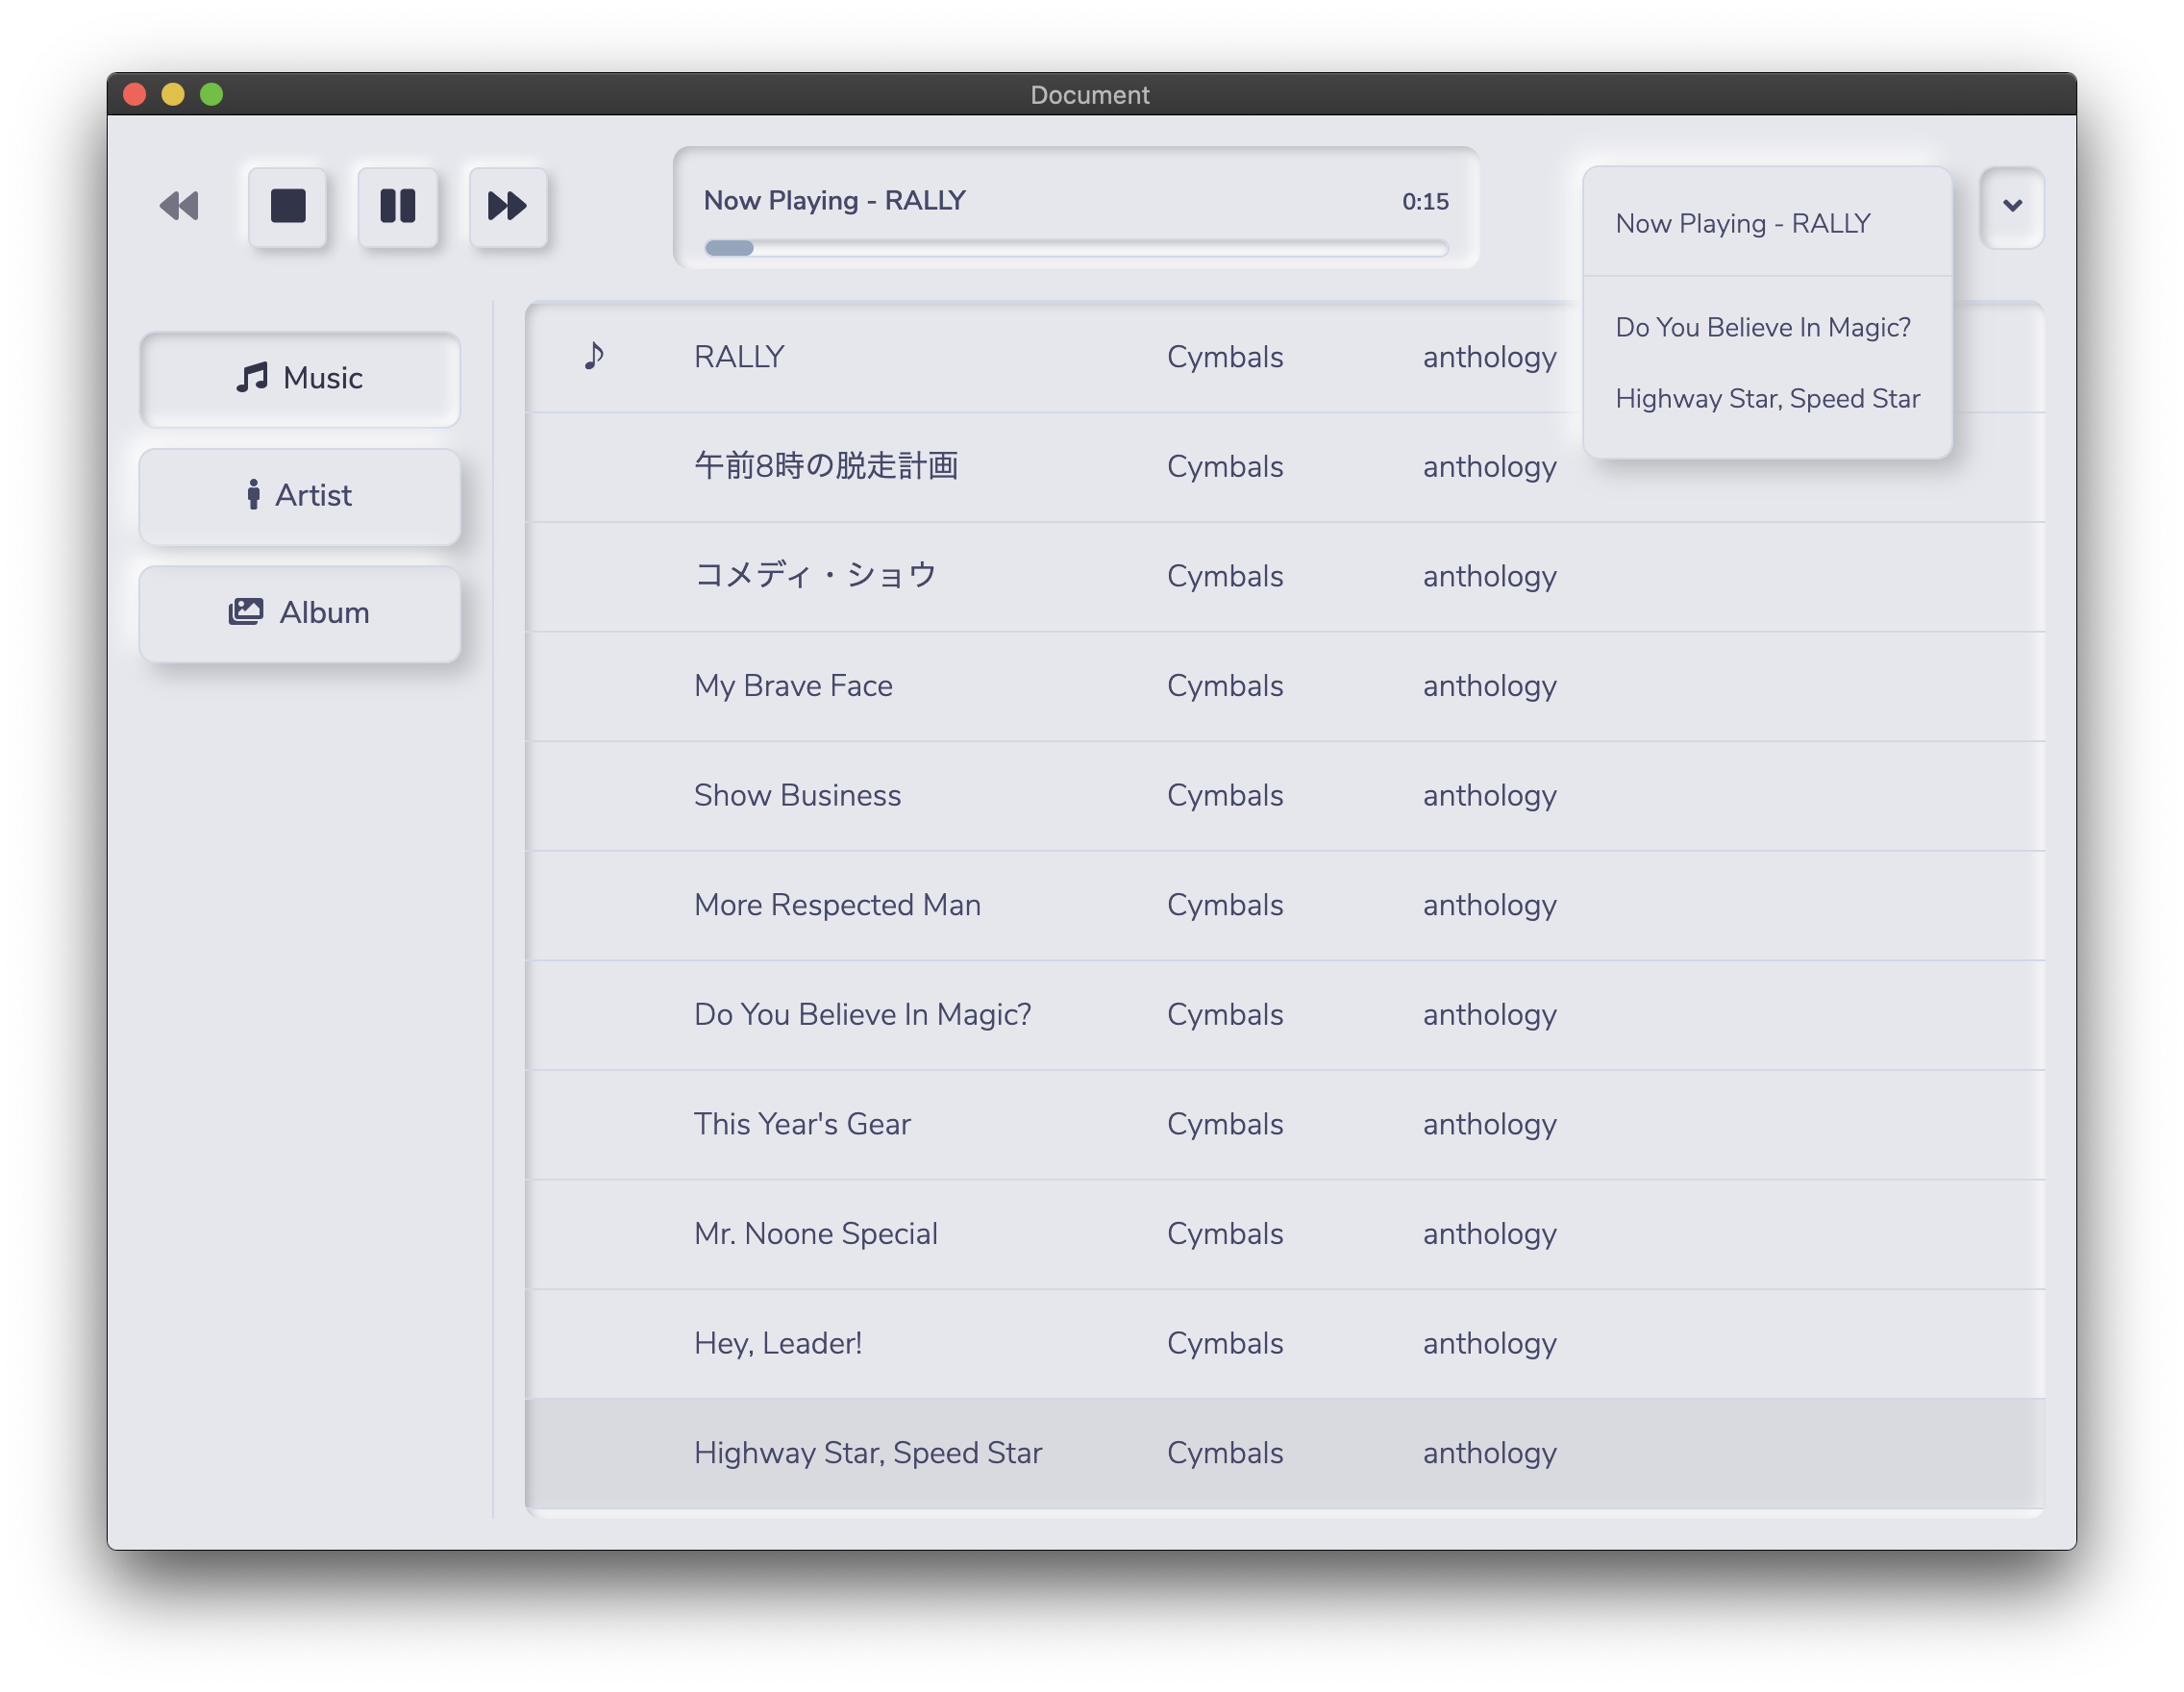 Document
Now Playing - RALLY
0:15
Now Playing - RALLY
Do You Believe In Magic?
Highway Star, Speed Star
Music
Artist
Album
RALLY Cymbals anthology
午前8時の脱走計画 Cymbals anthology
コメディ・ショウ Cymbals anthology
My Brave Face Cymbals anthology
Show Business Cymbals anthology
More Respected Man Cymbals anthology
Do You Believe In Magic? Cymbals anthology
This Year's Gear Cymbals anthology
Mr. Noone Special Cymbals anthology
Hey, Leader! Cymbals anthology
Highway Star, Speed Star Cymbals anthology